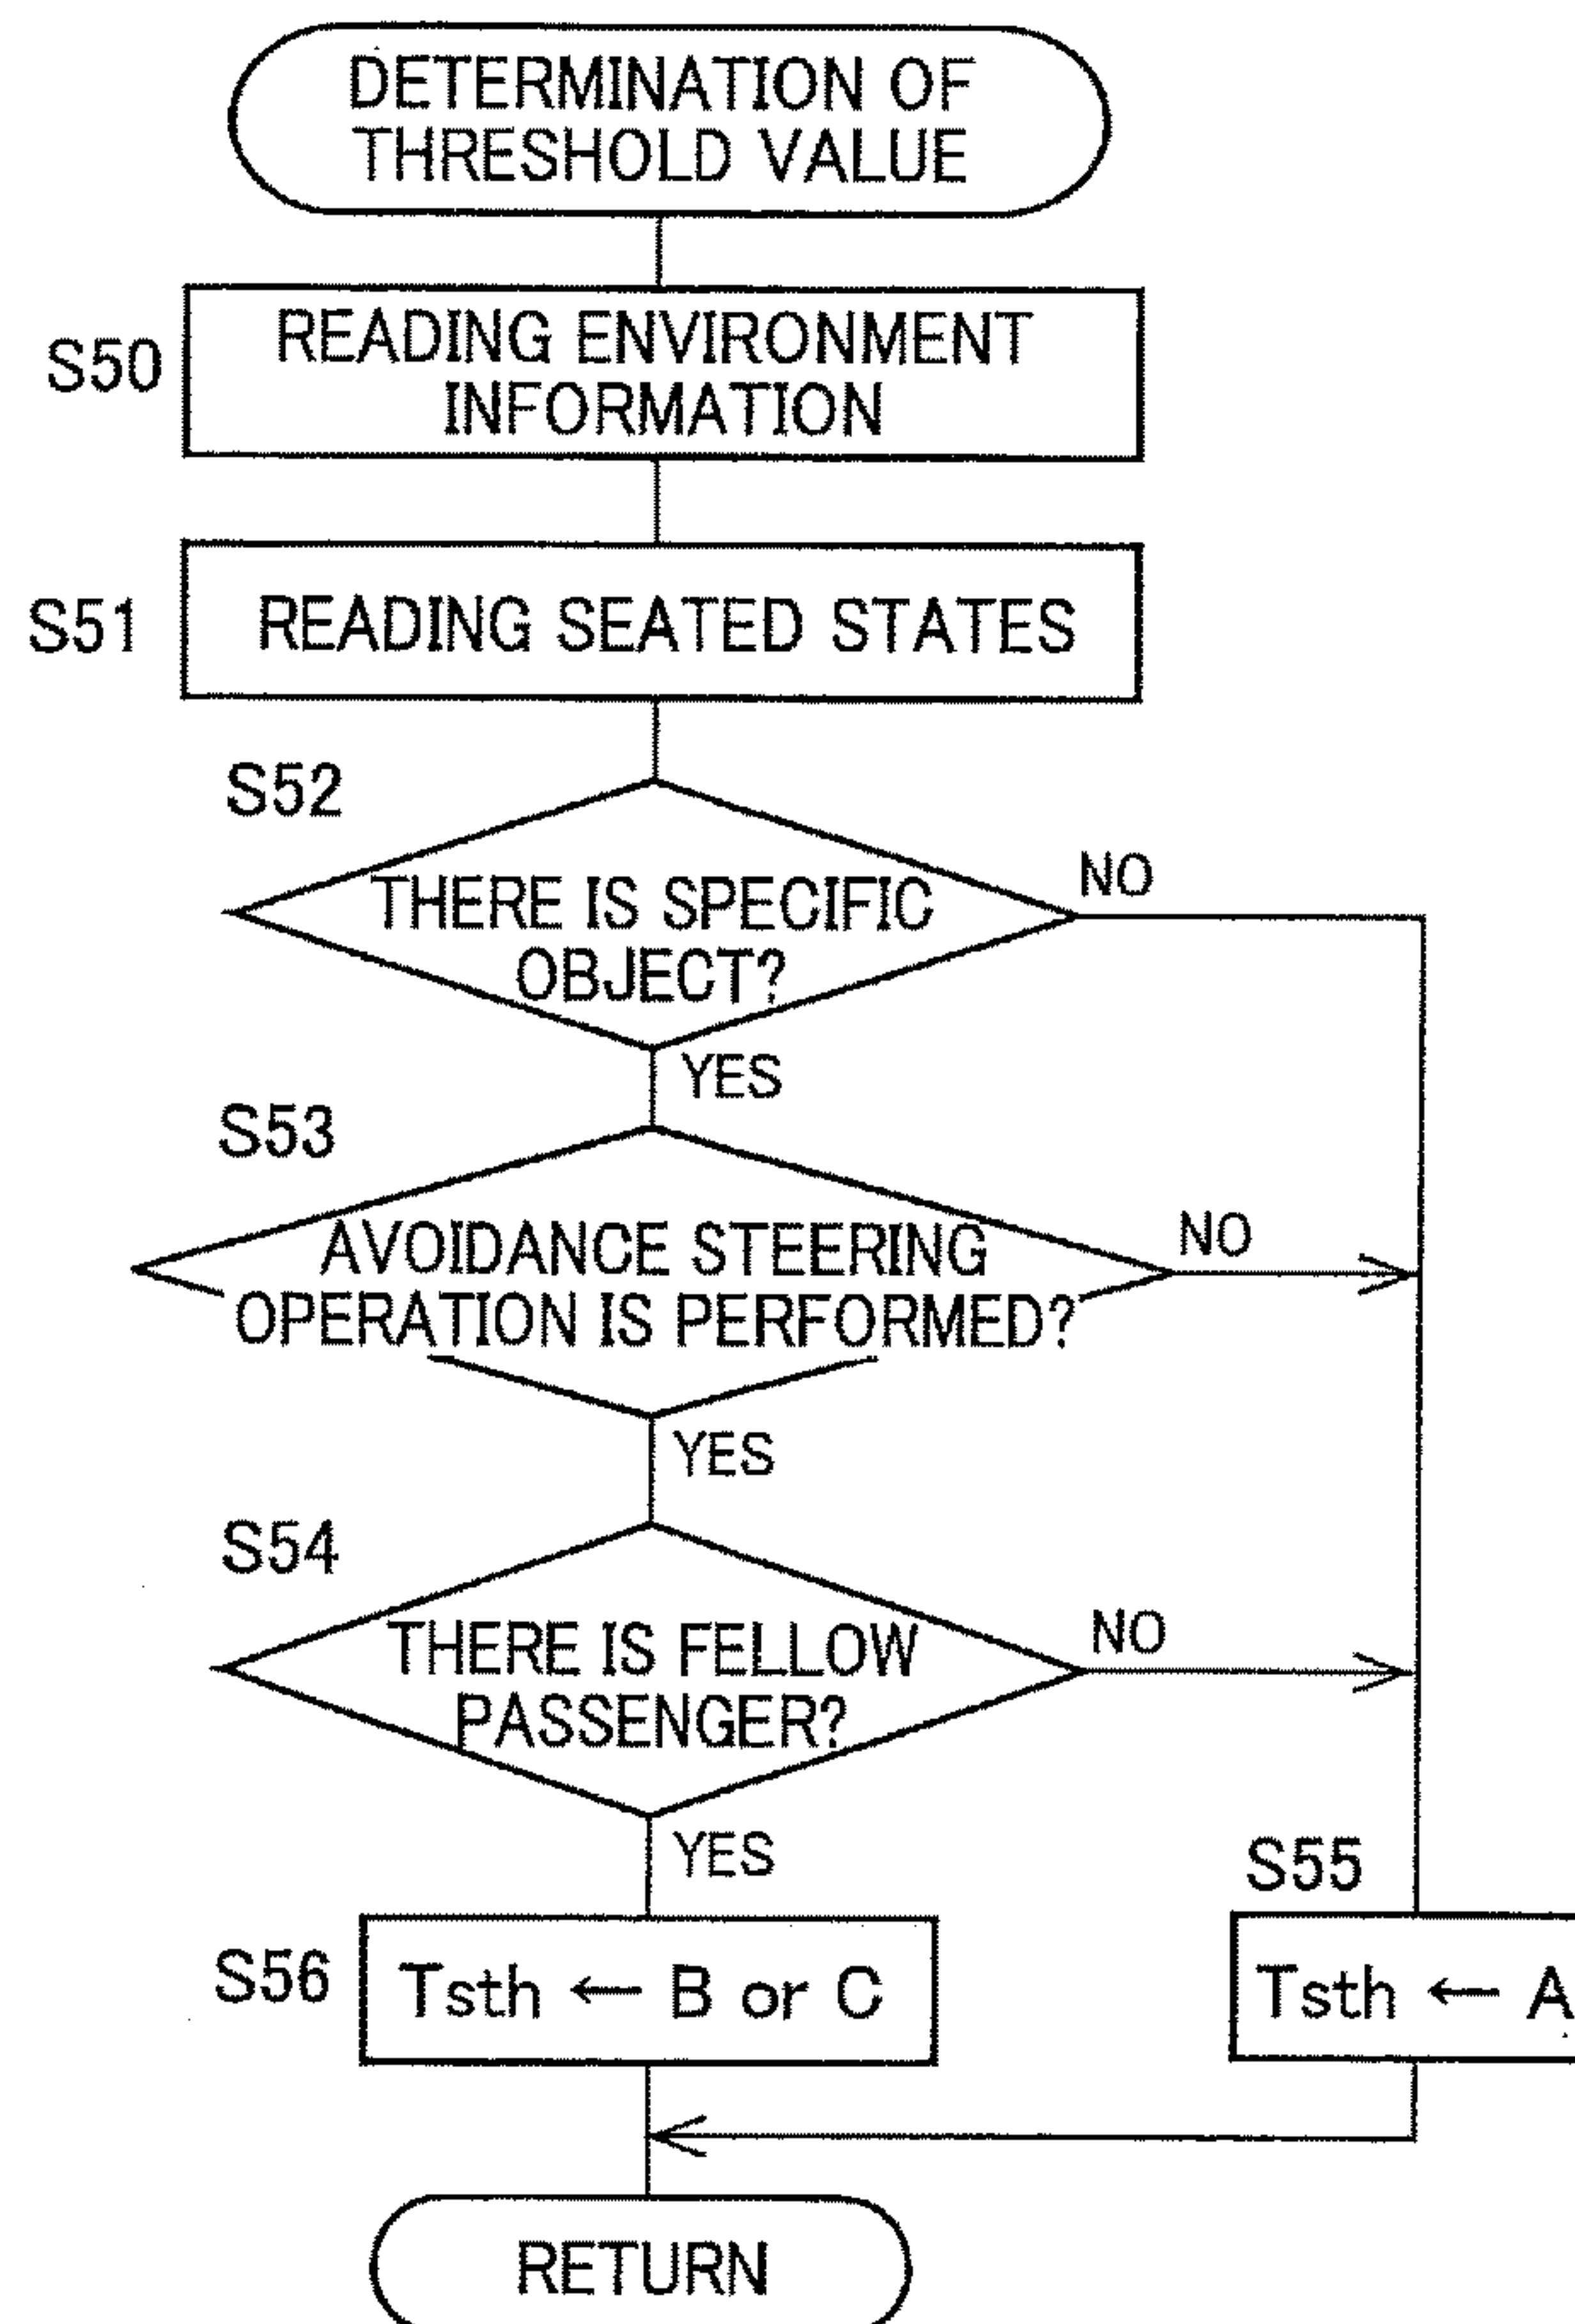 DETERMINATION OF
THRESHOLD VALUE
S50
READING ENVIRONMENT
INFORMATION
S51
READING SEATED STATES
S52
THERE IS SPECIFIC
OBJECT?
NO
YES
S53
AVOIDANCE STEERING
OPERATION IS PERFORMED?
NO
YES
S54
THERE IS FELLOW
PASSENGER?
NO
YES
S55
S56
Tsth ← B or C
Tsth ← A
RETURN